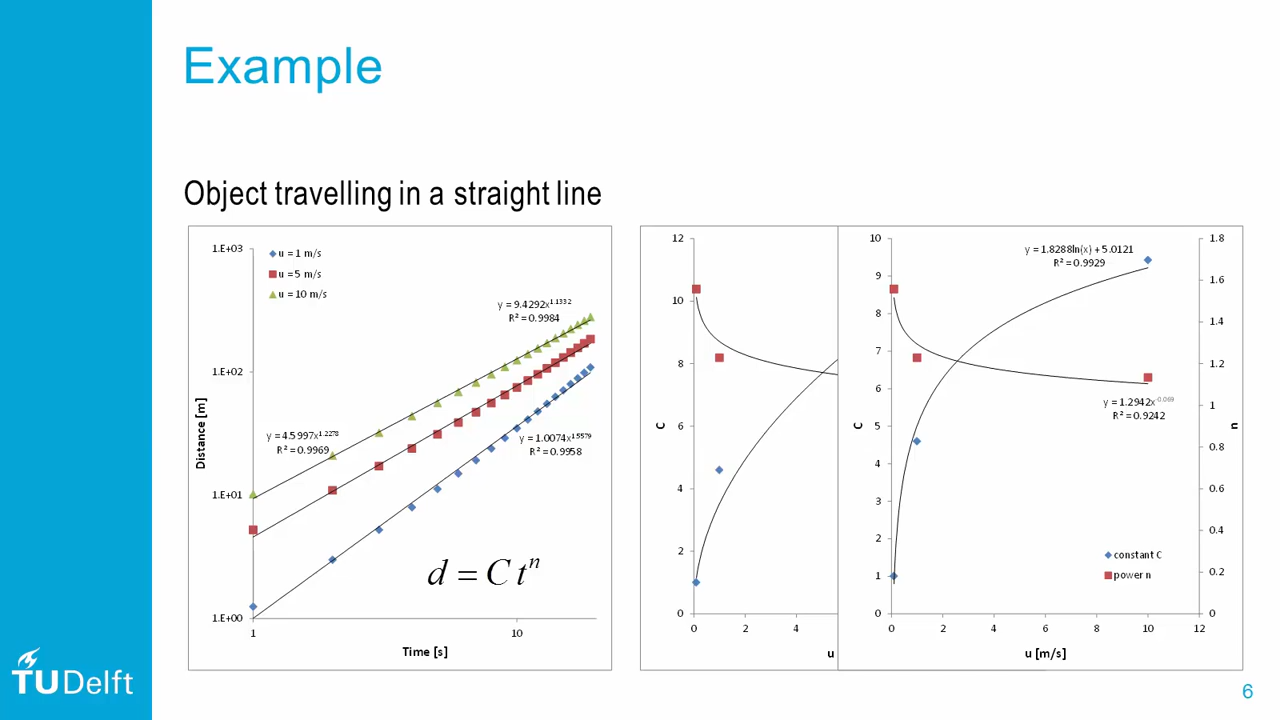 Example
Object travelling in a straight line
1.E+03
1.E+02
1.E+01
1.E+00
Distance [m]
u = 1 m/s
u = 5 m/s
u = 10 m/s
y = 9.4292x^1.1332
R² = 0.9984
y = 4.5997x^1.2278
R² = 0.9969
y = 1.0074x^1.5579
R² = 0.9958
d = C t^n
1 10
Time [s]
12
10
8
6
4
2
0
C
0 2 4
u
10
9
8
7
6
5
4
3
2
1
0
C
y = 1.8288ln(x) + 5.0121
R² = 0.9929
y = 1.2942x^-0.069
R² = 0.9242
constant C
power n
0 2 4 6 8 10 12
u [m/s]
1.8
1.6
1.4
1.2
1
0.8
0.6
0.4
0.2
0
n
TUDelft
6